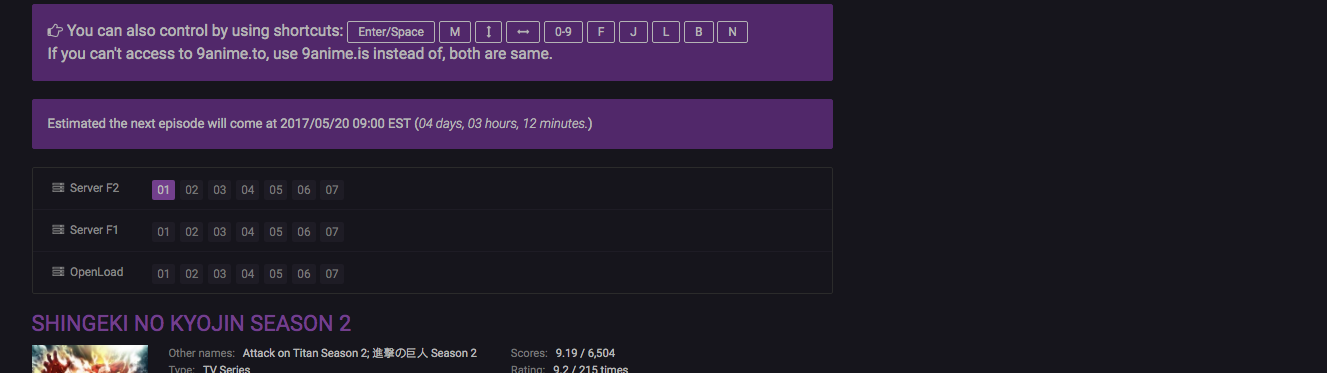 You can also control by using shortcuts: Enter/Space M 0-9 F J L B N
If you can't access to 9anime.to, use 9anime.is instead of, both are same.
Estimated the next episode will come at 2017/05/20 09:00 EST (04 days, 03 hours, 12 minutes.)
Server F2 01 02 03 04 05 06 07
Server F1 01 02 03 04 05 06 07
OpenLoad 01 02 03 04 05 06 07
SHINGEKI NO KYOJIN SEASON 2
Other names: Attack on Titan Season 2; 進撃の巨人 Season 2 Scores: 9.19 / 6,504
Type: TV Series Rating: 9.2 / 215 times